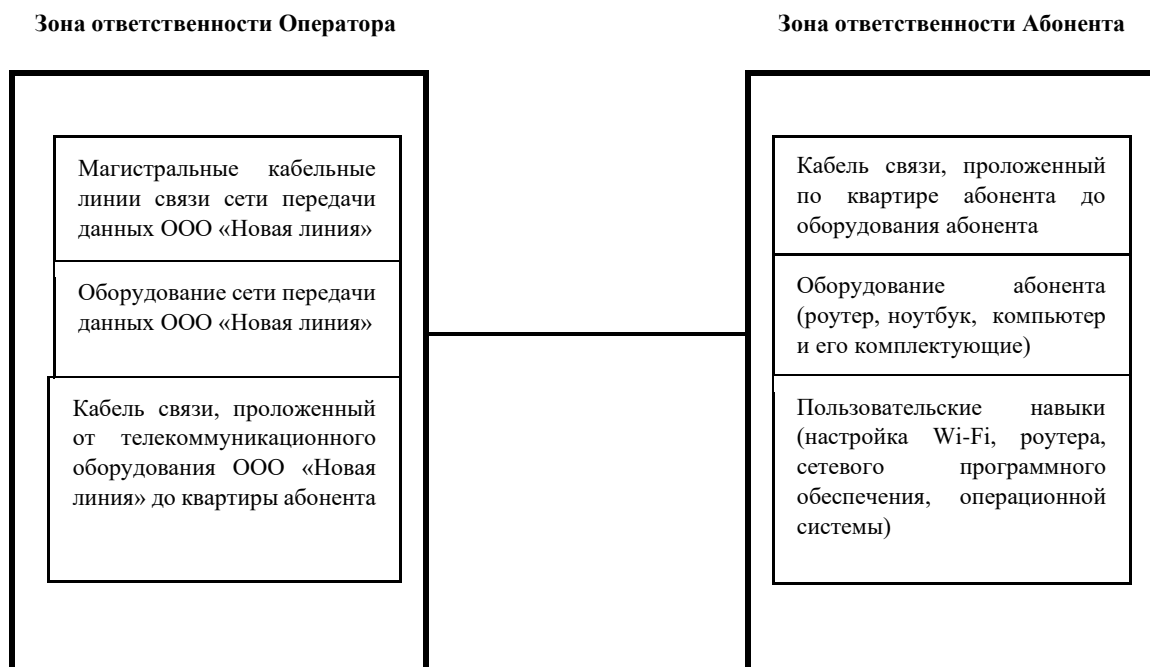 Зона ответственности Оператора
Магистральные кабельные
линии связи сети передачи
данных ООО «Новая линия»
Оборудование сети передачи
данных ООО «Новая линия»
Кабель связи, проложенный
от телекоммуникационного
оборудования ООО «Новая
линия» до квартиры абонента
Зона ответственности Абонента
Кабель связи, проложенный
по квартире абонента до
оборудования абонента
Оборудование абонента
(роутер, ноутбук, компьютер
и его комплектующие)
Пользовательские навыки
(настройка Wi-Fi, роутера,
сетевого программного
обеспечения, операционной
системы)